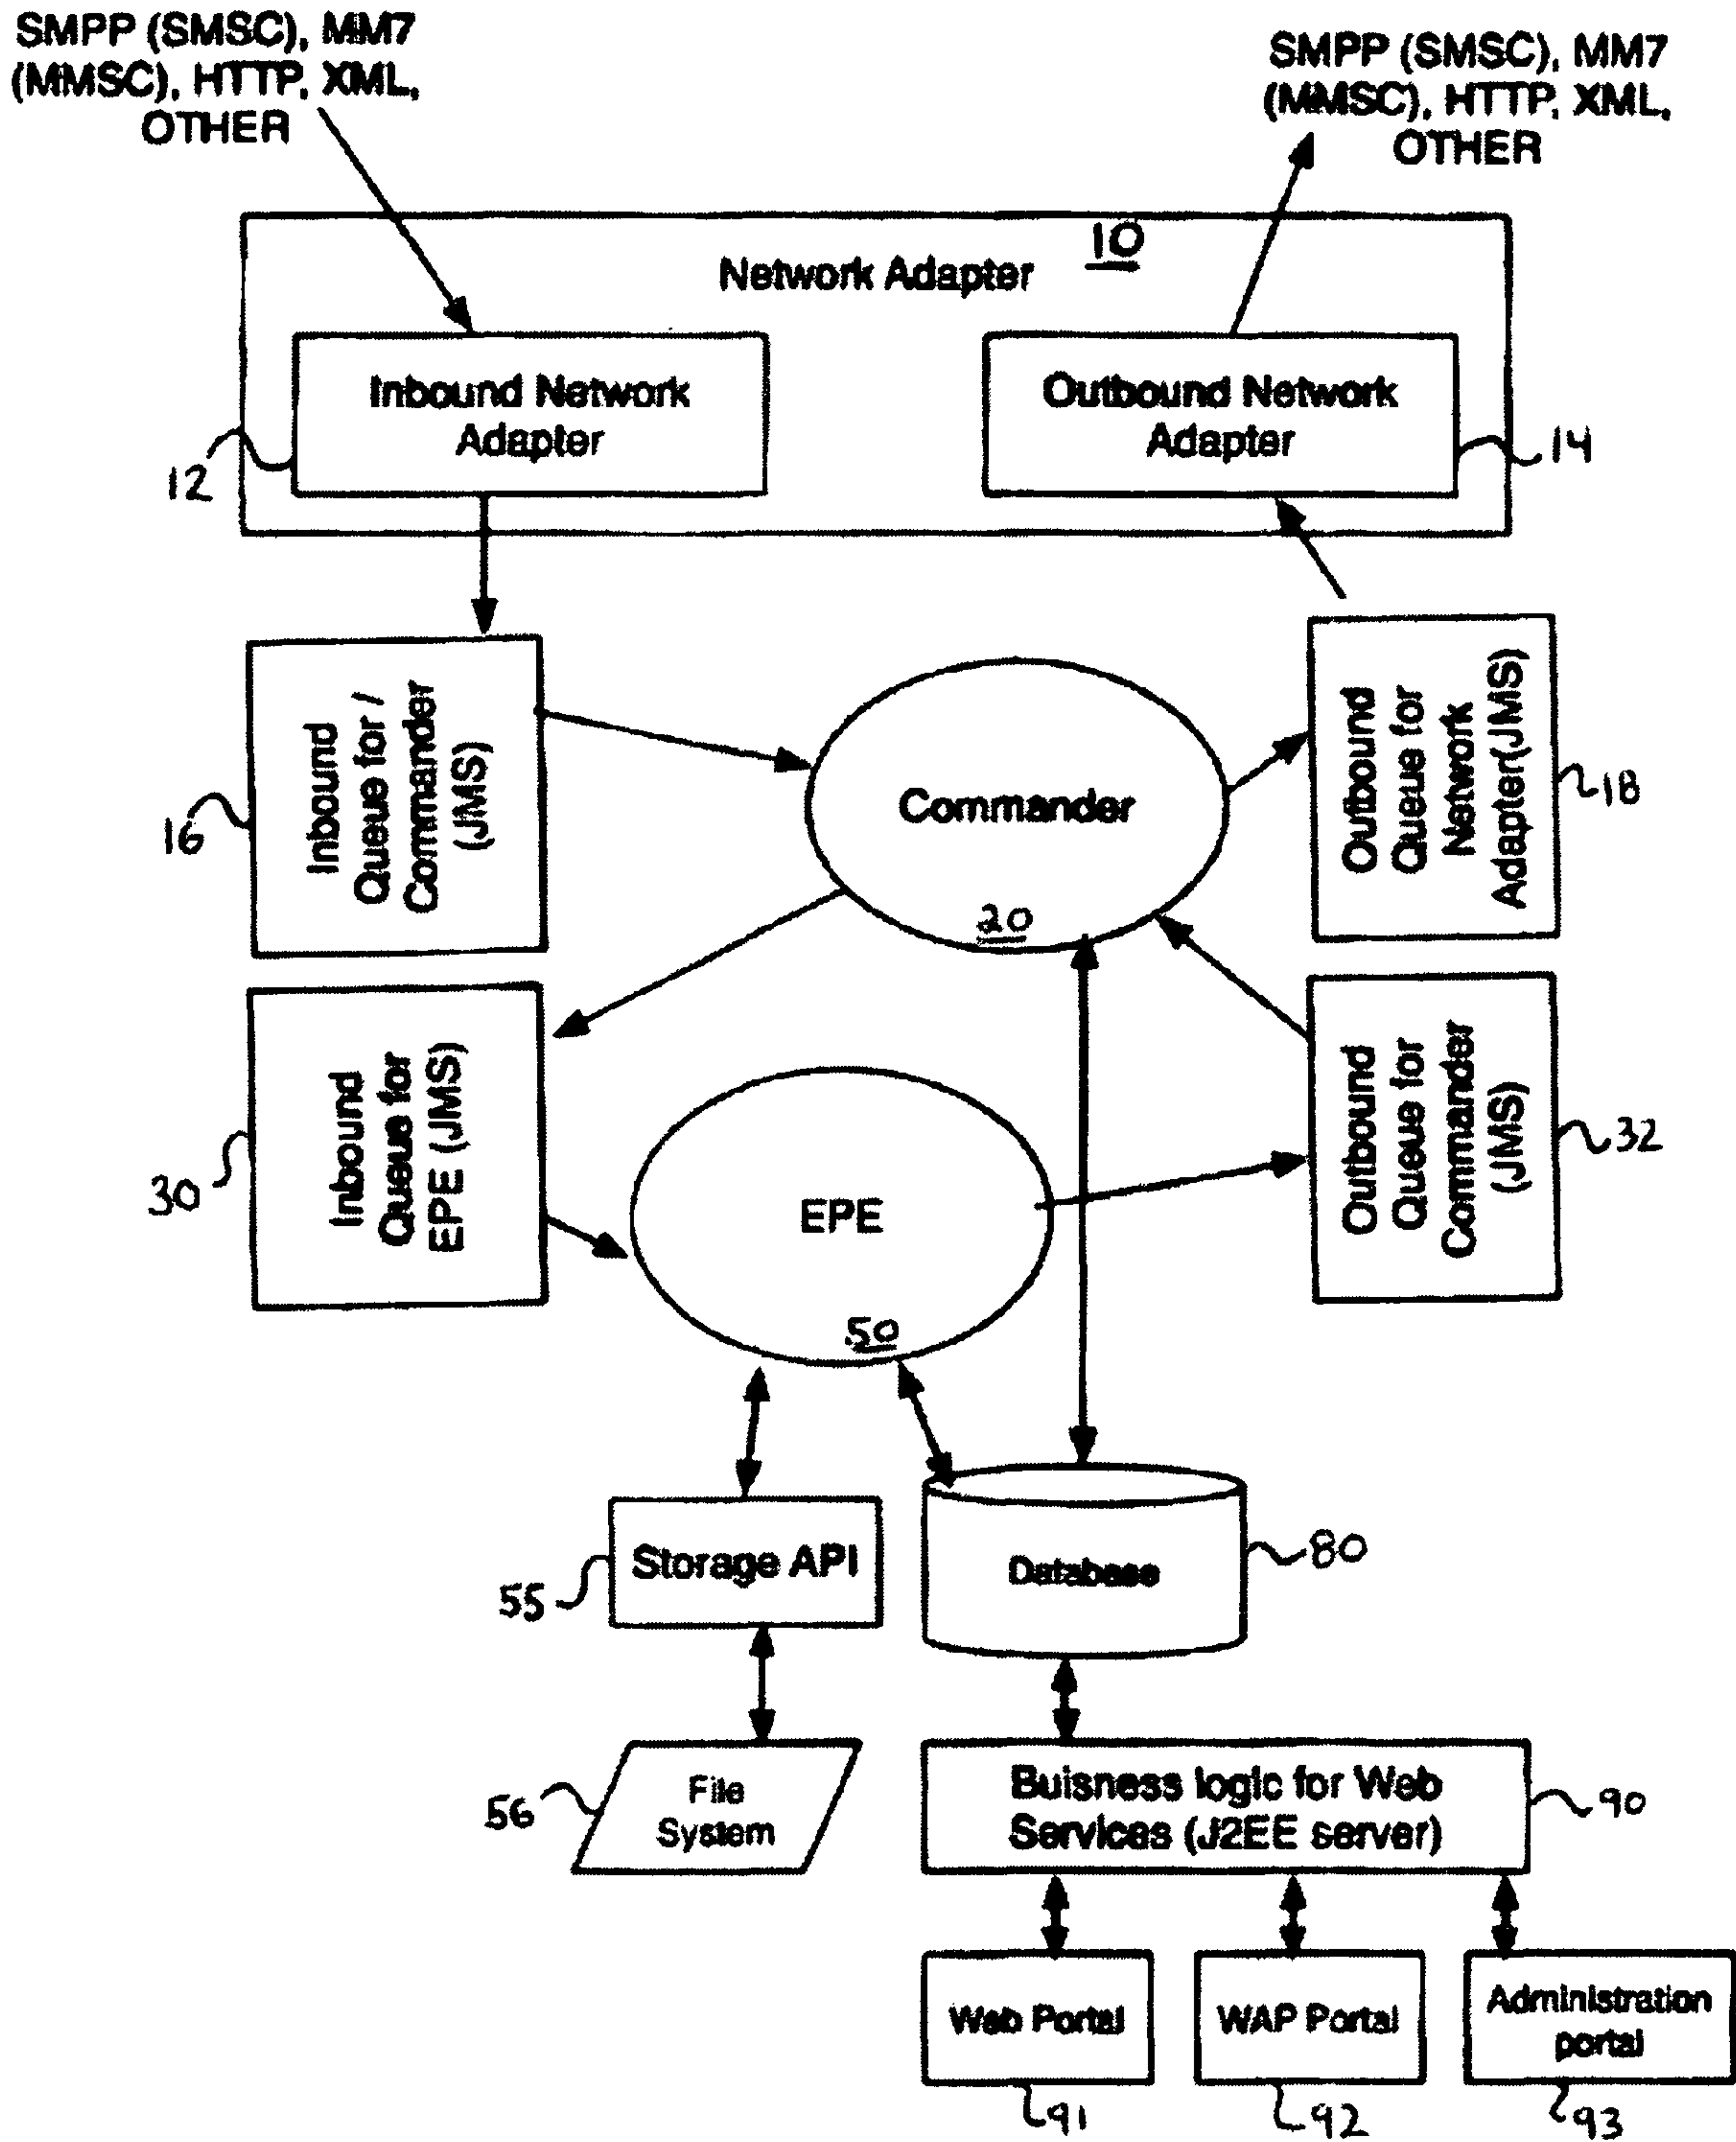 SMPP (SMSC), MM7
(MMSC), HTTP, XML,
OTHER
SMPP (SMSC), MM7
(MMSC), HTTP, XML,
OTHER
10
Network Adapter
Inbound Network
Adapter
12
Outbound Network
Adapter
14
Inbound
Queue for /
Commander
(JMS)
16
Commander
20
Outbound
Queue for
Network
Adapter(JMS)
18
Inbound
Queue for
EPE (JMS)
30
EPE
50
Outbound
Queue for
Commander
(JMS)
32
Storage API
55
Database
80
File
System
56
Buisness logic for Web
Services (J2EE server)
90
Web Portal
91
WAP Portal
92
Administration
portal
93